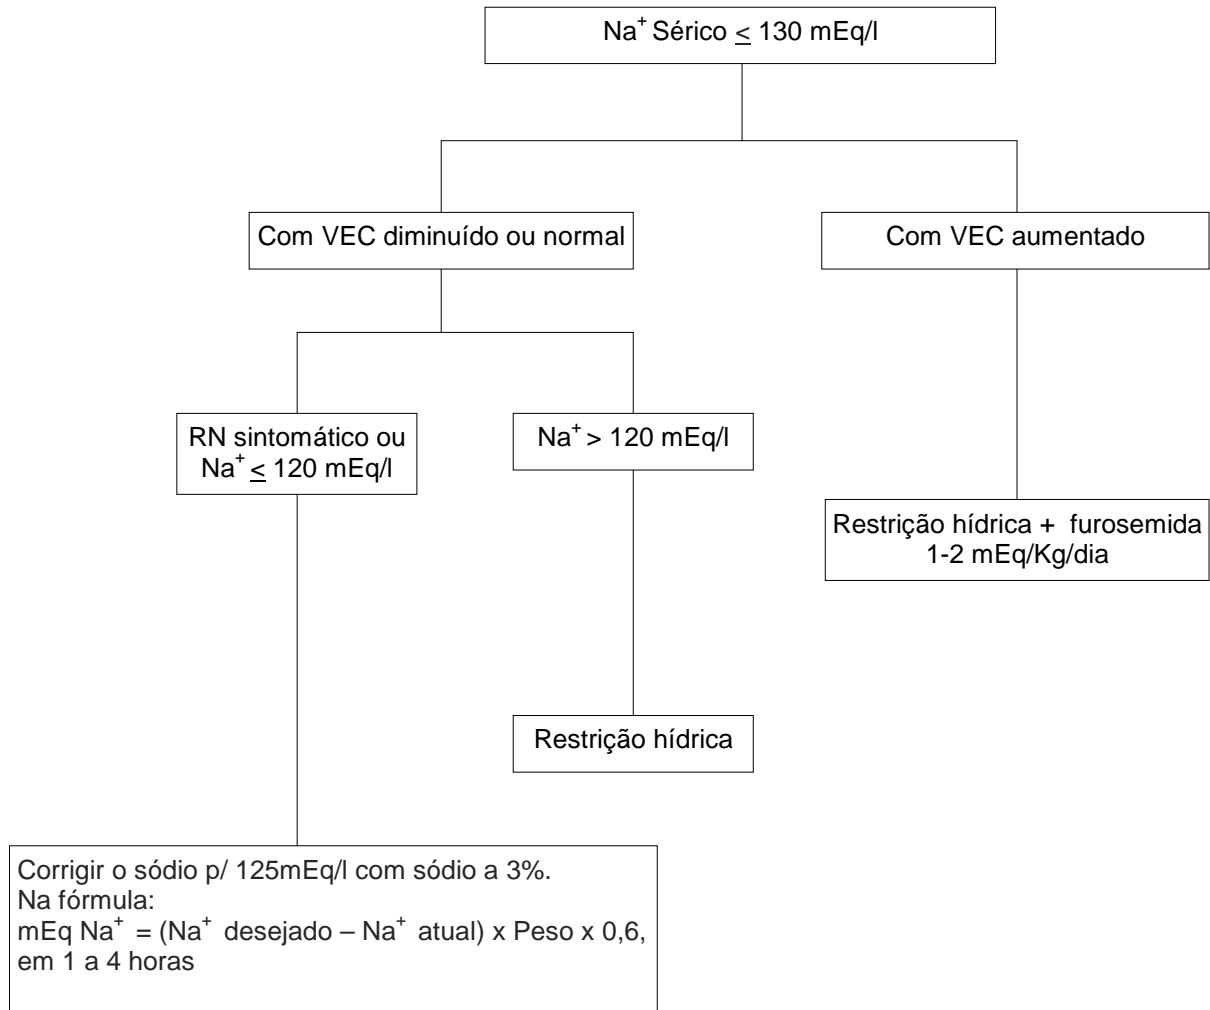 Na+ Sérico ≤ 130 mEq/l
Com VEC diminuído ou normal
Com VEC aumentado
RN sintomático ou
Na+ ≤ 120 mEq/l
Na+ > 120 mEq/l
Restrição hídrica + furosemida
1-2 mEq/Kg/dia
Restrição hídrica
Corrigir o sódio p/ 125mEq/l com sódio a 3%.
Na fórmula:
mEq Na+ = (Na+ desejado – Na+ atual) x Peso x 0,6,
em 1 a 4 horas